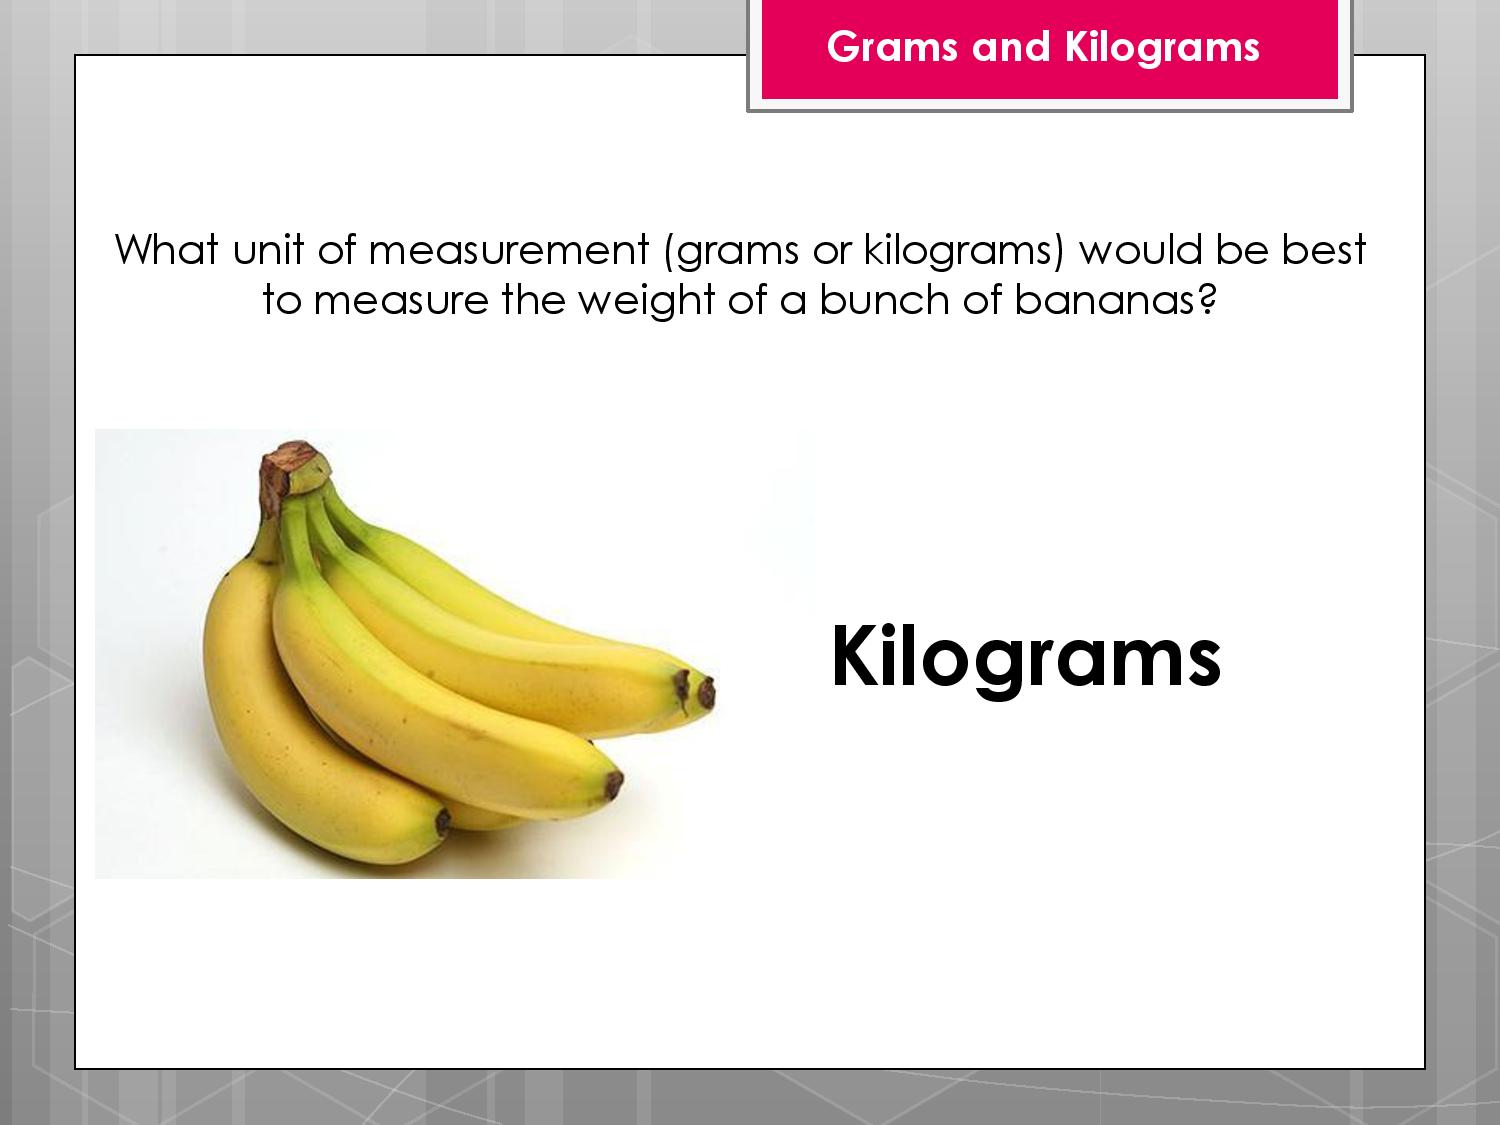 Grams and Kilograms
What unit of measurement (grams or kilograms) would be best
to measure the weight of a bunch of bananas?
Kilograms